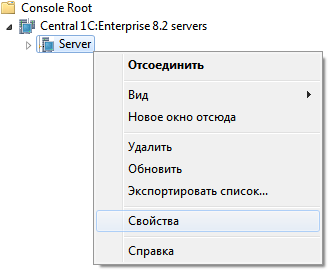 Console Root
Central 1C:Enterprise 8.2 servers
Server
Отсоединить
Вид
Новое окно отсюда
Удалить
Обновить
Экспортировать список...
Свойства
Справка